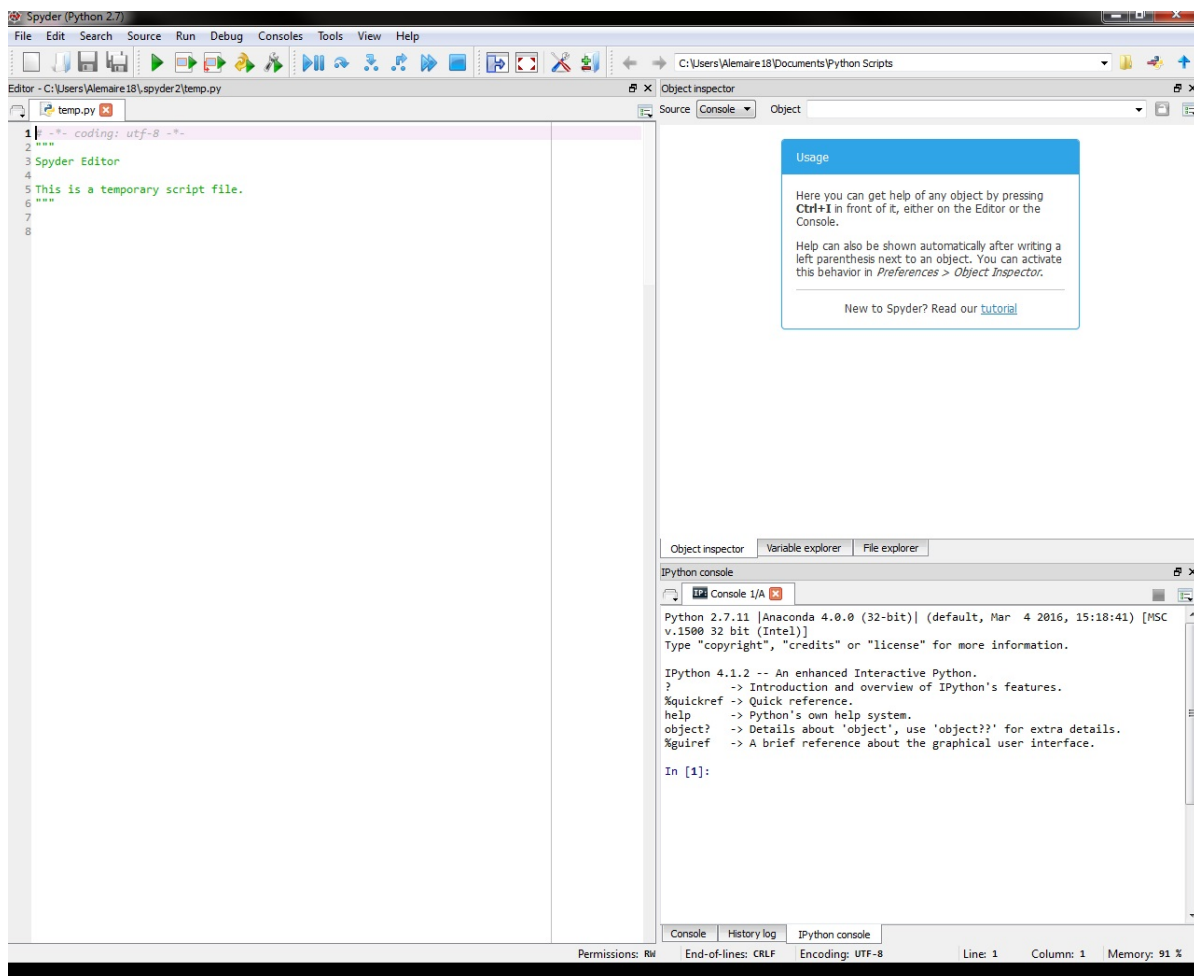 Spyder (Python 2.7)
File Edit Search Source Run Debug Consoles Tools View Help
C:\Users\Alemaire18\Documents\Python Scripts
Editor - C:\Users\Alemaire18\.spyder2\temp.py
temp.py
1 # -*- coding: utf-8 -*-
2 """
3 Spyder Editor
4
5 This is a temporary script file.
6 """
7
8
Object inspector
Source Console Object
Usage
Here you can get help of any object by pressing
Ctrl+I in front of it, either on the Editor or the
Console.
Help can also be shown automatically after writing a
left parenthesis next to an object. You can activate
this behavior in Preferences > Object Inspector.
New to Spyder? Read our tutorial
Object inspector Variable explorer File explorer
IPython console
IP: Console 1/A
Python 2.7.11 |Anaconda 4.0.0 (32-bit)| (default, Mar  4 2016, 15:18:41) [MSC
v.1500 32 bit (Intel)]
Type "copyright", "credits" or "license" for more information.
IPython 4.1.2 -- An enhanced Interactive Python.
?         -> Introduction and overview of IPython's features.
%quickref -> Quick reference.
help      -> Python's own help system.
object?   -> Details about 'object', use 'object??' for extra details.
%guiref   -> A brief reference about the graphical user interface.
In [1]:
Console History log IPython console
Permissions: RW End-of-lines: CRLF Encoding: UTF-8 Line: 1 Column: 1 Memory: 91 %